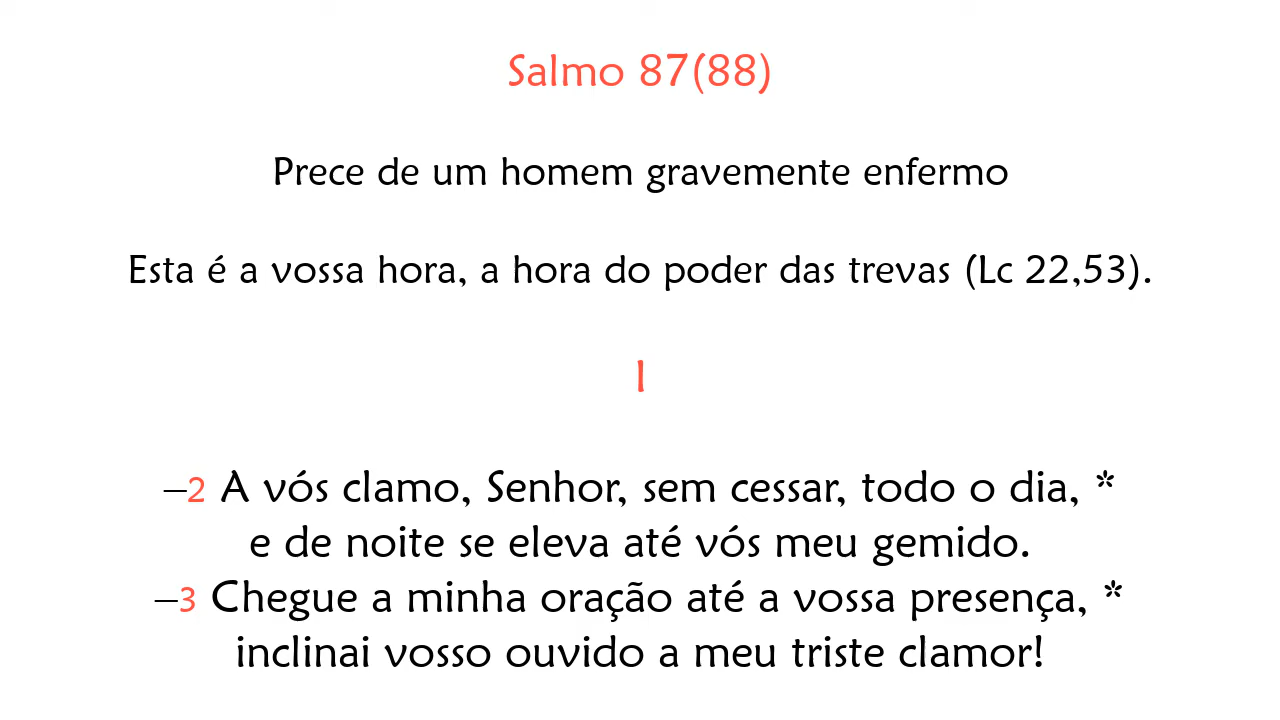 Salmo 87(88)
Prece de um homem gravemente enfermo
Esta é a vossa hora, a hora do poder das trevas (Lc 22,53).
I
–2 A vós clamo, Senhor, sem cessar, todo o dia, *
e de noite se eleva até vós meu gemido.
–3 Chegue a minha oração até a vossa presença, *
inclinai vosso ouvido a meu triste clamor!